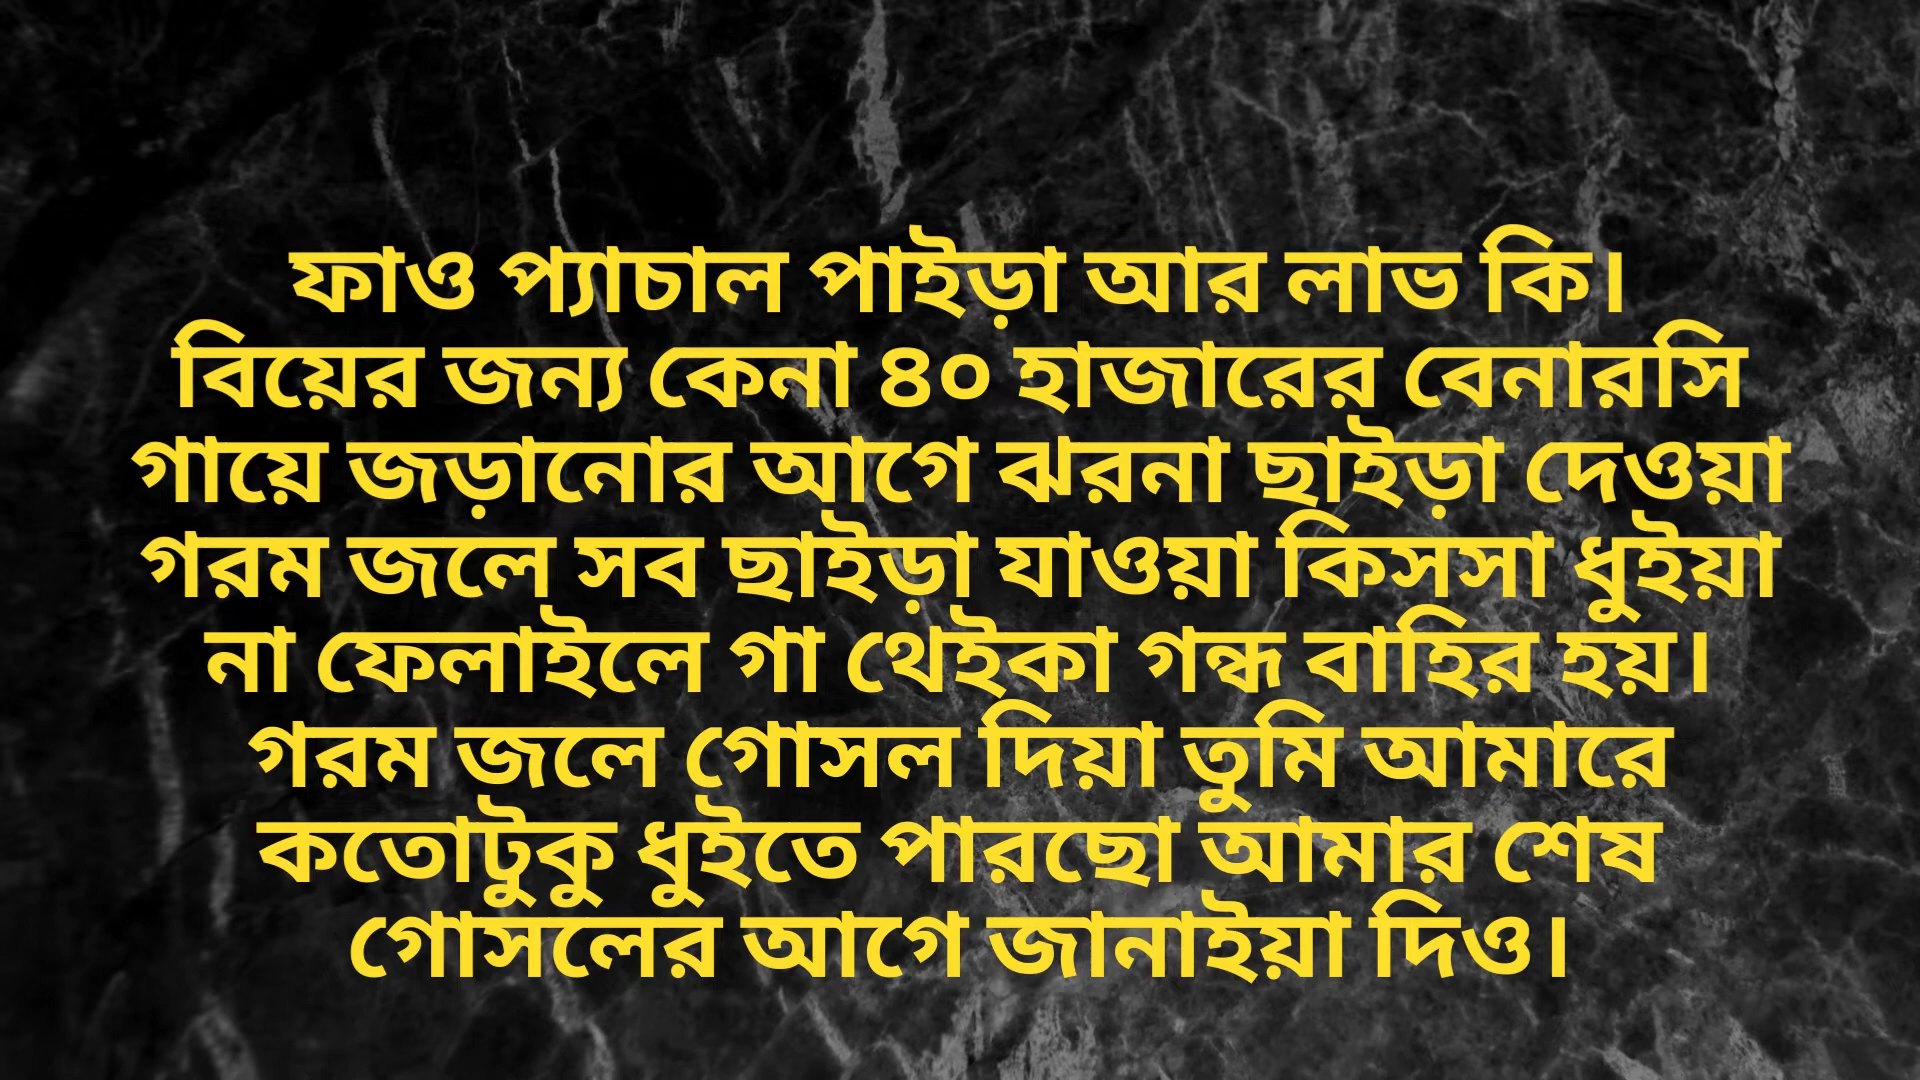 ফাও প্যাচাল পাইড়া আর লাভ কি।
বিয়ের জন্য কেনা ৪০ হাজারের বেনারসি
গায়ে জড়ানোর আগে ঝরনা ছাইড়া দেওয়া
গরম জলে সব ছাইড়া যাওয়া কিসসা ধুইয়া
না ফেলাইলে গা থেইকা গন্ধ বাহির হয়।
গরম জলে গোসল দিয়া তুমি আমারে
কতোটুকু ধুইতে পারছো আমার শেষ
গোসলের আগে জানাইয়া দিও।